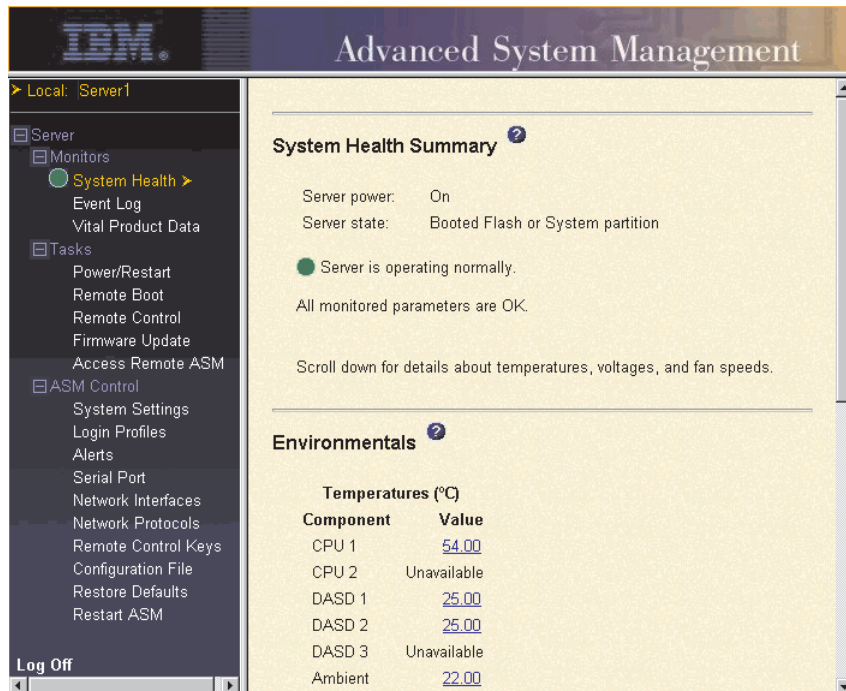 IBM.
Advanced System Management
Local: Server1
Server
Monitors
System Health
Event Log
Vital Product Data
Tasks
Power/Restart
Remote Boot
Remote Control
Firmware Update
Access Remote ASM
ASM Control
System Settings
Login Profiles
Alerts
Serial Port
Network Interfaces
Network Protocols
Remote Control Keys
Configuration File
Restore Defaults
Restart ASM
Log Off
System Health Summary ?
Server power: On
Server state: Booted Flash or System partition
Server is operating normally.
All monitored parameters are OK.
Scroll down for details about temperatures, voltages, and fan speeds.
Environmentals ?
Temperatures (ºC)
Component Value
CPU 1 54.00
CPU 2 Unavailable
DASD 1 25.00
DASD 2 25.00
DASD 3 Unavailable
Ambient 22.00